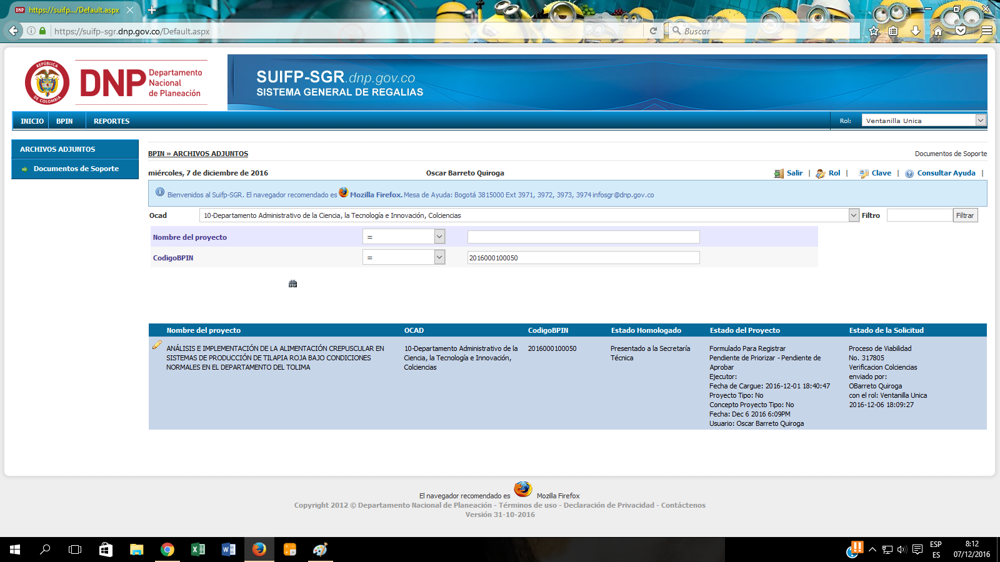 DNP https://suifp.../Default.aspx
https://suifp-sgr.dnp.gov.co/Default.aspx
Buscar
REPÚBLICA DE COLOMBIA
DNP Departamento
Nacional
de Planeación
SUIFP-SGR.dnp.gov.co
SISTEMA GENERAL DE REGALIAS
INICIO BPIN REPORTES Rol: Ventanilla Unica
ARCHIVOS ADJUNTOS
Documentos de Soporte
BPIN » ARCHIVOS ADJUNTOS Documentos de Soporte
miércoles, 7 de diciembre de 2016 Oscar Barreto Quiroga Salir | Rol | Clave | Consultar Ayuda |
Bienvenidos al Suifp-SGR. El navegador recomendado es Mozilla Firefox. Mesa de Ayuda: Bogotá 3815000 Ext 3971, 3972, 3973, 3974 infosgr@dnp.gov.co
Ocad 10-Departamento Administrativo de la Ciencia, la Tecnología e Innovación, Colciencias Filtro Filtrar
Nombre del proyecto =
CodigoBPIN = 2016000100050
Nombre del proyecto OCAD CodigoBPIN Estado Homologado Estado del Proyecto Estado de la Solicitud
ANÁLISIS E IMPLEMENTACIÓN DE LA ALIMENTACIÓN CREPUSCULAR EN
SISTEMAS DE PRODUCCIÓN DE TILAPIA ROJA BAJO CONDICIONES
NORMALES EN EL DEPARTAMENTO DEL TOLIMA
10-Departamento Administrativo de la
Ciencia, la Tecnología e Innovación,
Colciencias
2016000100050
Presentado a la Secretaría
Técnica
Formulado Para Registrar
Pendiente de Priorizar - Pendiente de
Aprobar
Ejecutor:
Fecha de Cargue: 2016-12-01 18:40:47
Proyecto Tipo: No
Concepto Proyecto Tipo: No
Fecha: Dec 6 2016 6:09PM
Usuario: Oscar Barreto Quiroga
Proceso de Viabilidad
No. 317805
Verificacion Colciencias
enviado por:
OBarreto Quiroga
con el rol: Ventanilla Unica
2016-12-06 18:09:27
El navegador recomendado es Mozilla Firefox
Copyright 2012 © Departamento Nacional de Planeación - Términos de uso - Declaración de Privacidad - Contáctenos
Versión 31-10-2016
ESP
ES
8:12
07/12/2016